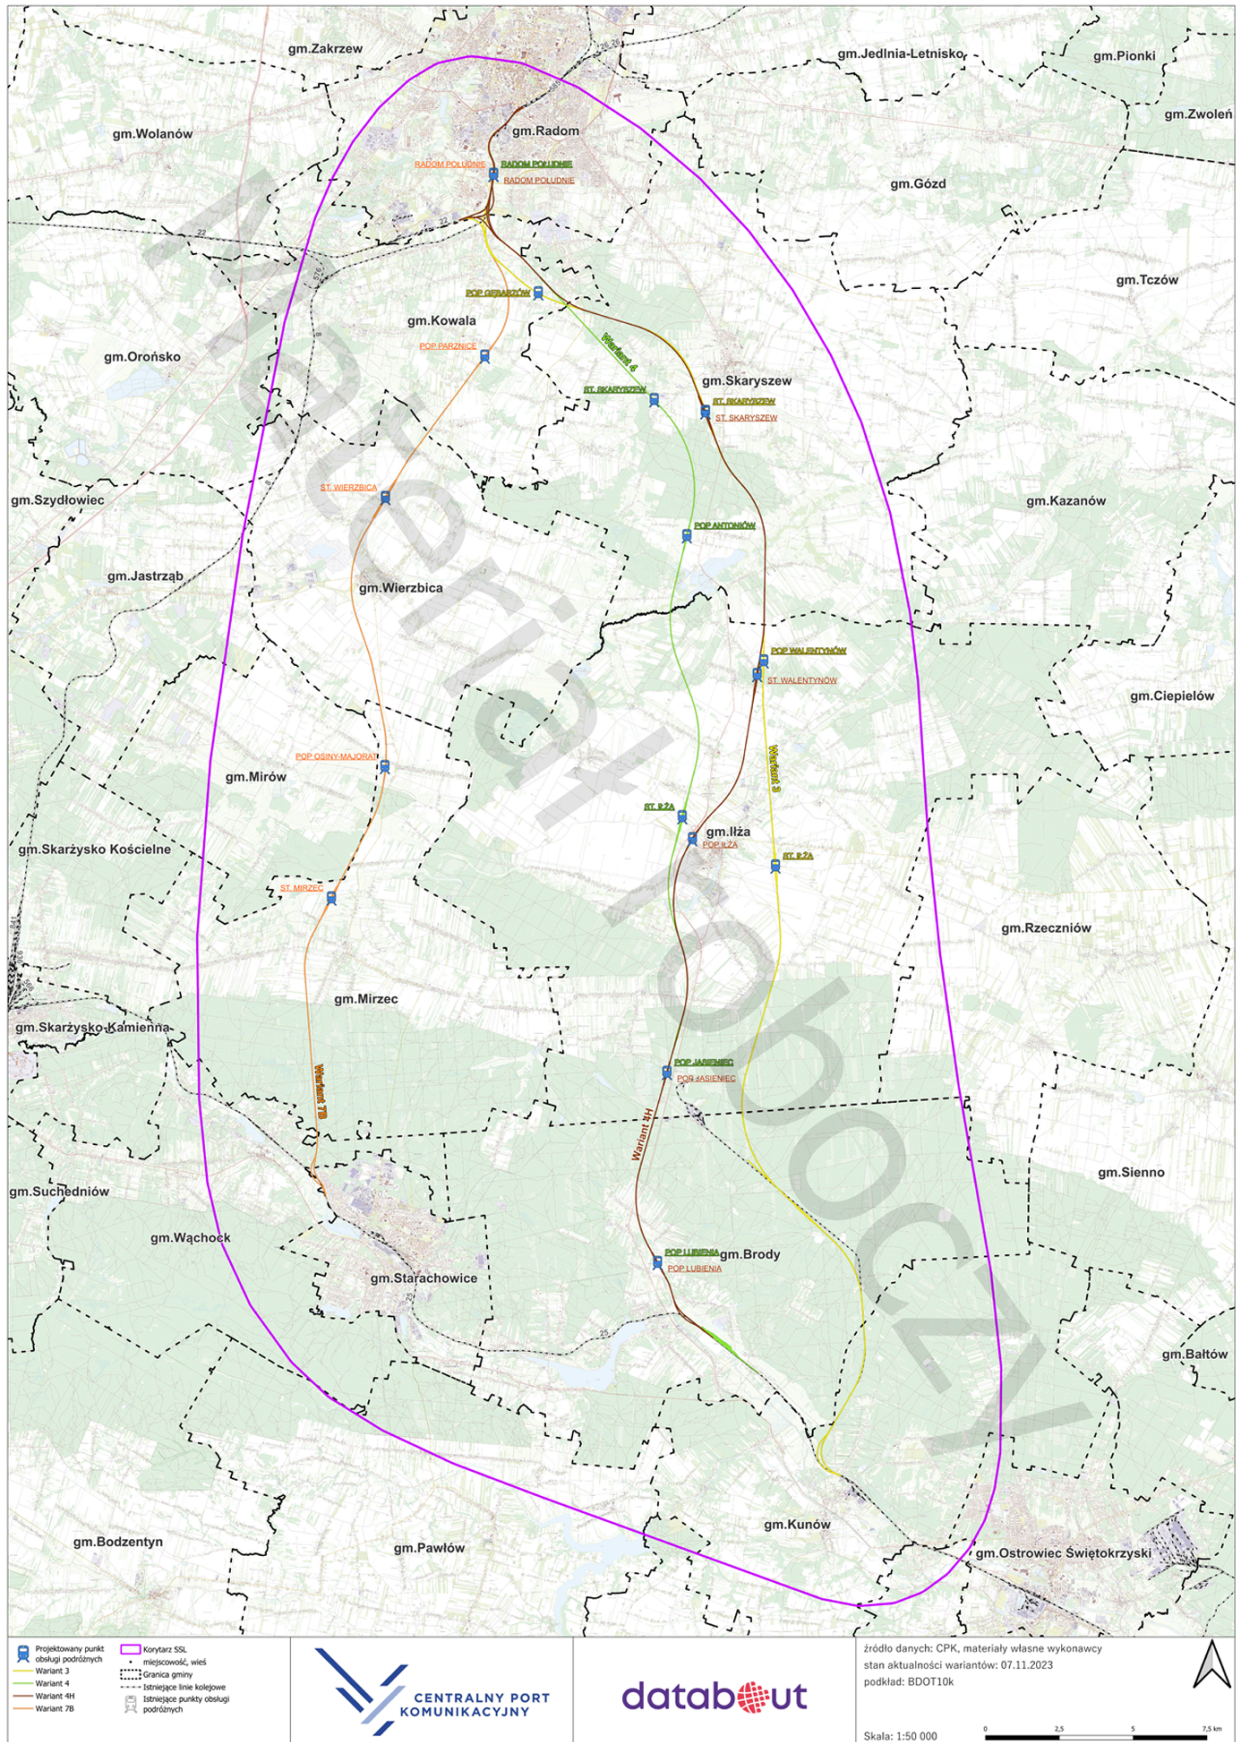 gm.Zakrzew
gm.Jedlnia-Letnisko
gm.Pionki
gm.Zwoleń
gm.Wolanów
gm.Radom
RADOM POŁUDNIE
RADOM POŁUDNIE
RADOM POŁUDNIE
gm.Gózd
22
22
gm.Tczów
POP GĘBARZÓW
gm.Kowala
POP PARZNICE
gm.Orońsko
8
Wariant 4
gm.Skaryszew
ST. SKARYSZEW
ST. SKARYSZEW
ST. SKARYSZEW
ST. WIERZBICA
gm.Szydłowiec
gm.Kazanów
POP ANTONIÓW
gm.Jastrząb
gm.Wierzbica
POP WALENTYNÓW
ST. WALENTYNÓW
gm.Ciepielów
POP OSINY-MAJORAT
gm.Mirów
Wariant 3
ST. IŁŻA
gm.Iłża
POP IŁŻA
gm.Skarżysko Kościelne
ST. IŁŻA
ST. MIRZEC
gm.Rzeczniów
gm.Mirzec
gm.Skarżysko-Kamienna
POP JASIENIEC
POP JASIENIEC
Wariant 7B
Wariant 4H
gm.Sienno
gm.Suchedniów
gm.Wąchock
POP LUBIENIA
gm.Brody
POP LUBIENIA
gm.Starachowice
25
25
gm.Bałtów
gm.Kunów
gm.Bodzentyn
gm.Pawłów
gm.Ostrowiec Świętokrzyski
Materiał roboczy
Projektowany punkt
obsługi podróżnych
Wariant 3
Wariant 4
Wariant 4H
Wariant 7B
Korytarz SSL
miejscowość, wieś
Granica gminy
Istniejące linie kolejowe
Istniejące punkty obsługi
podróżnych
CENTRALNY PORT
KOMUNIKACYJNY
databout
źródło danych: CPK, materiały własne wykonawcy
stan aktualności wariantów: 07.11.2023
podkład: BDOT10k
Skala: 1:50 000
0 2,5 5 7,5 km